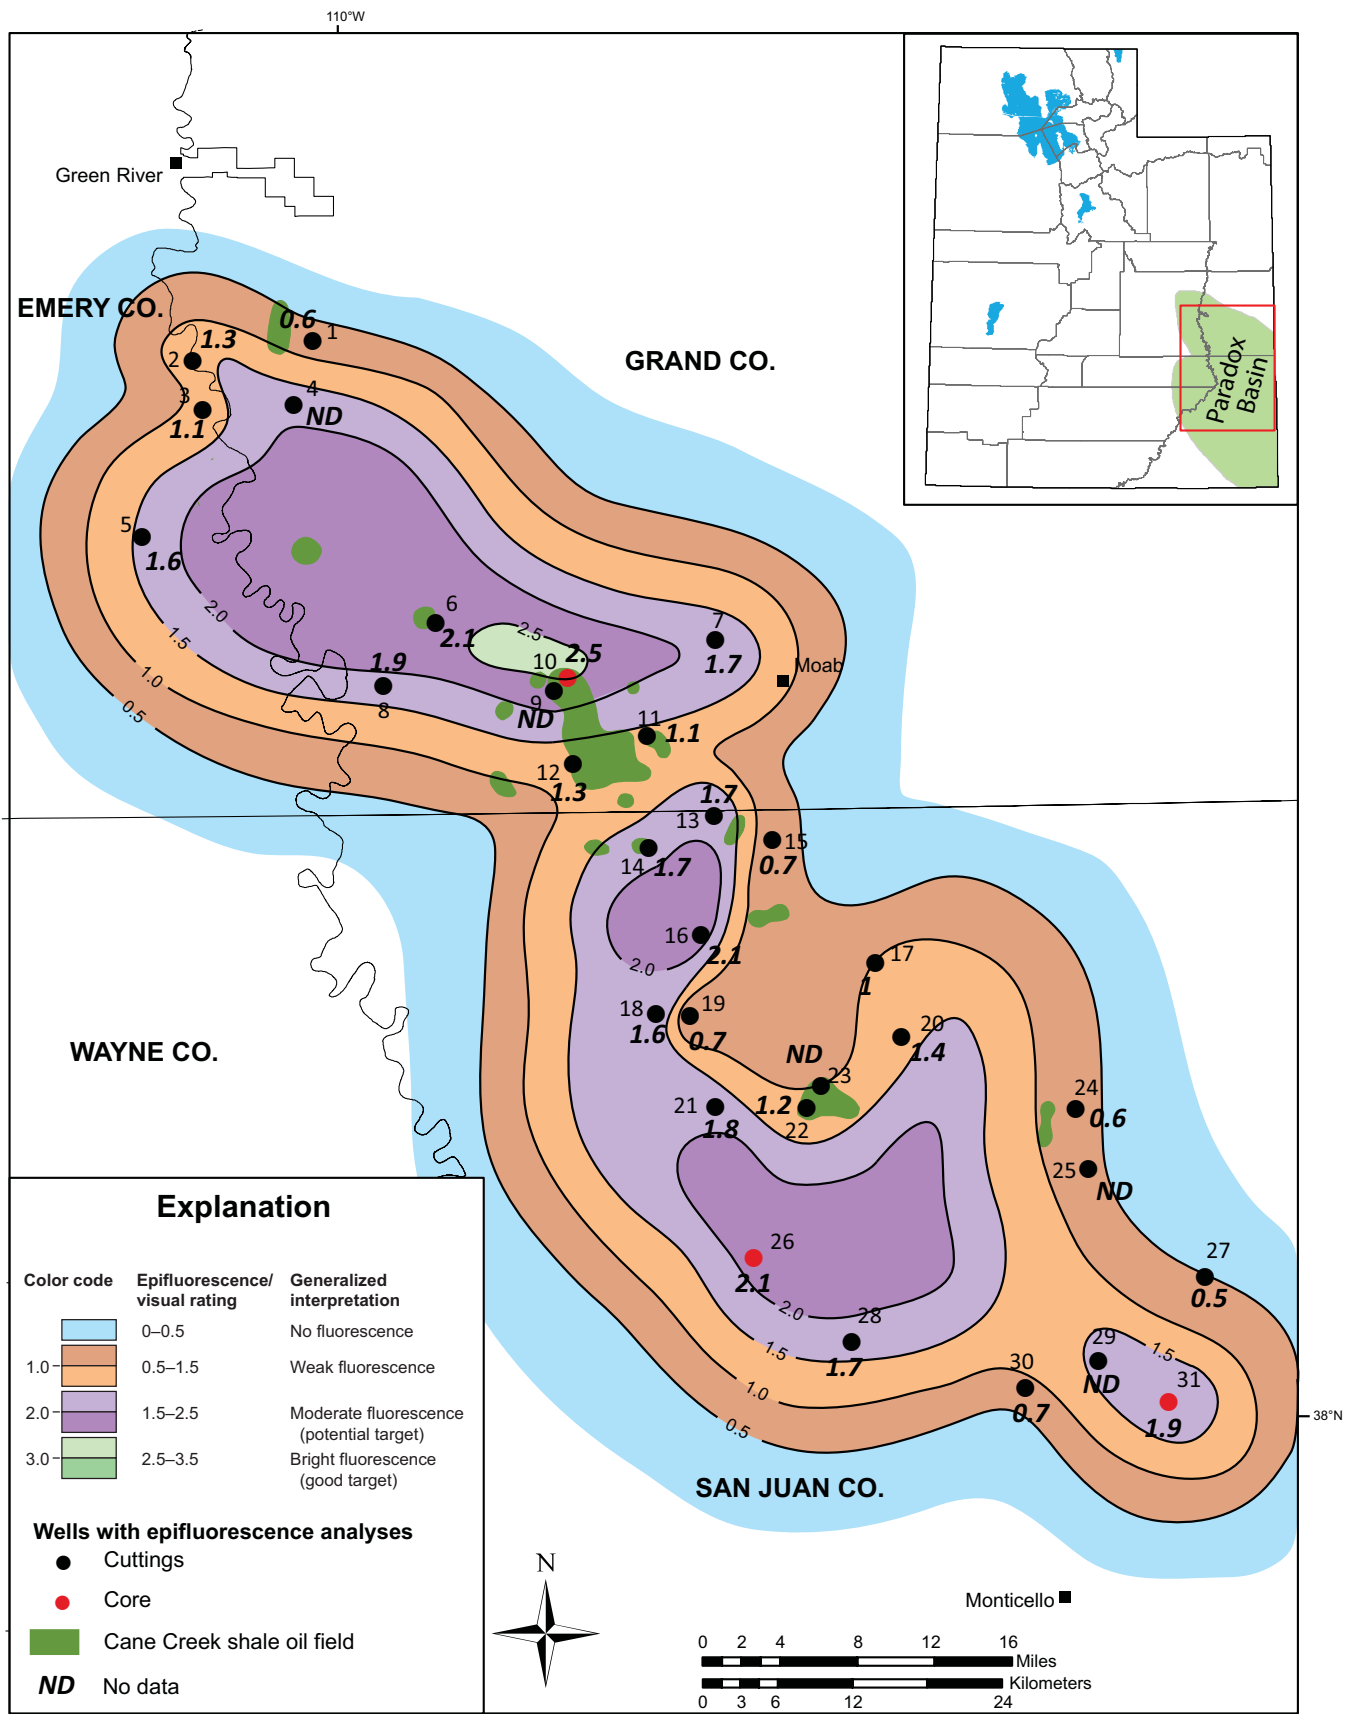 110°W
Green River
EMERY CO.
0.6
1
1.3
2
GRAND CO.
Paradox
Basin
3
4
ND
1.1
5
1.6
6
2.1
2.0
2.5
7
1.7
1.5
10
2.5
1.9
8
Moab
1.0
9
ND
0.5
11
1.1
12
1.3
1.7
13
15
0.7
14
1.7
16
2.1
2.0
17
1
18
1.6
19
0.7
20
1.4
WAYNE CO.
ND
23
21
1.8
1.2
22
24
0.6
25
ND
26
2.1
27
0.5
2.0
28
1.7
1.5
1.0
0.5
29
ND
1.5
30
0.7
31
1.9
38°N
SAN JUAN CO.
Monticello
Explanation
Color code Epifluorescence/ Generalized
visual rating interpretation
0–0.5 No fluorescence
1.0 0.5–1.5 Weak fluorescence
2.0 1.5–2.5 Moderate fluorescence
(potential target)
3.0 2.5–3.5 Bright fluorescence
(good target)
Wells with epifluorescence analyses
Cuttings
Core
Cane Creek shale oil field
ND No data
N
0 2 4 8 12 16
Miles
Kilometers
0 3 6 12 24